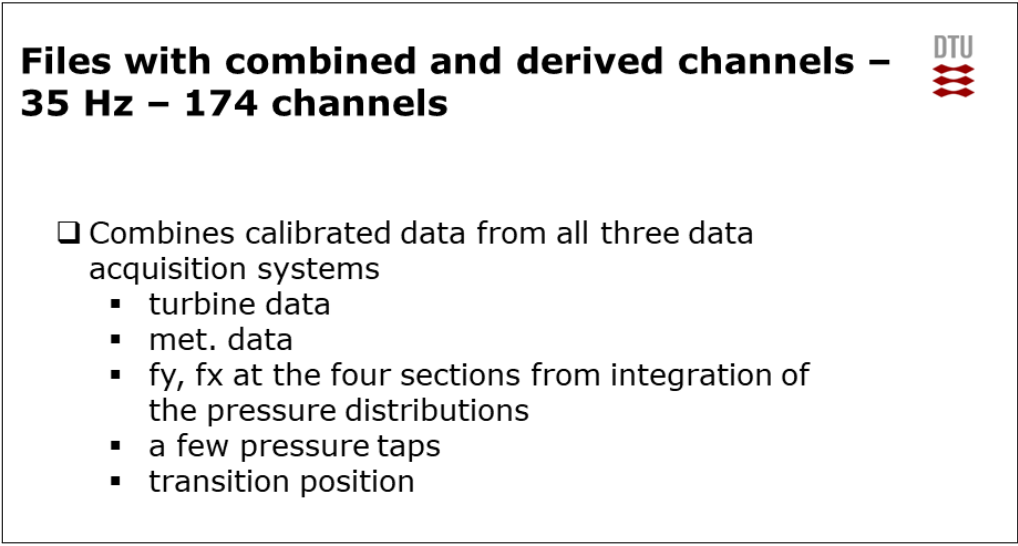 Files with combined and derived channels –
35 Hz – 174 channels
DTU
❑ Combines calibrated data from all three data
acquisition systems
▪ turbine data
▪ met. data
▪ fy, fx at the four sections from integration of
the pressure distributions
▪ a few pressure taps
▪ transition position